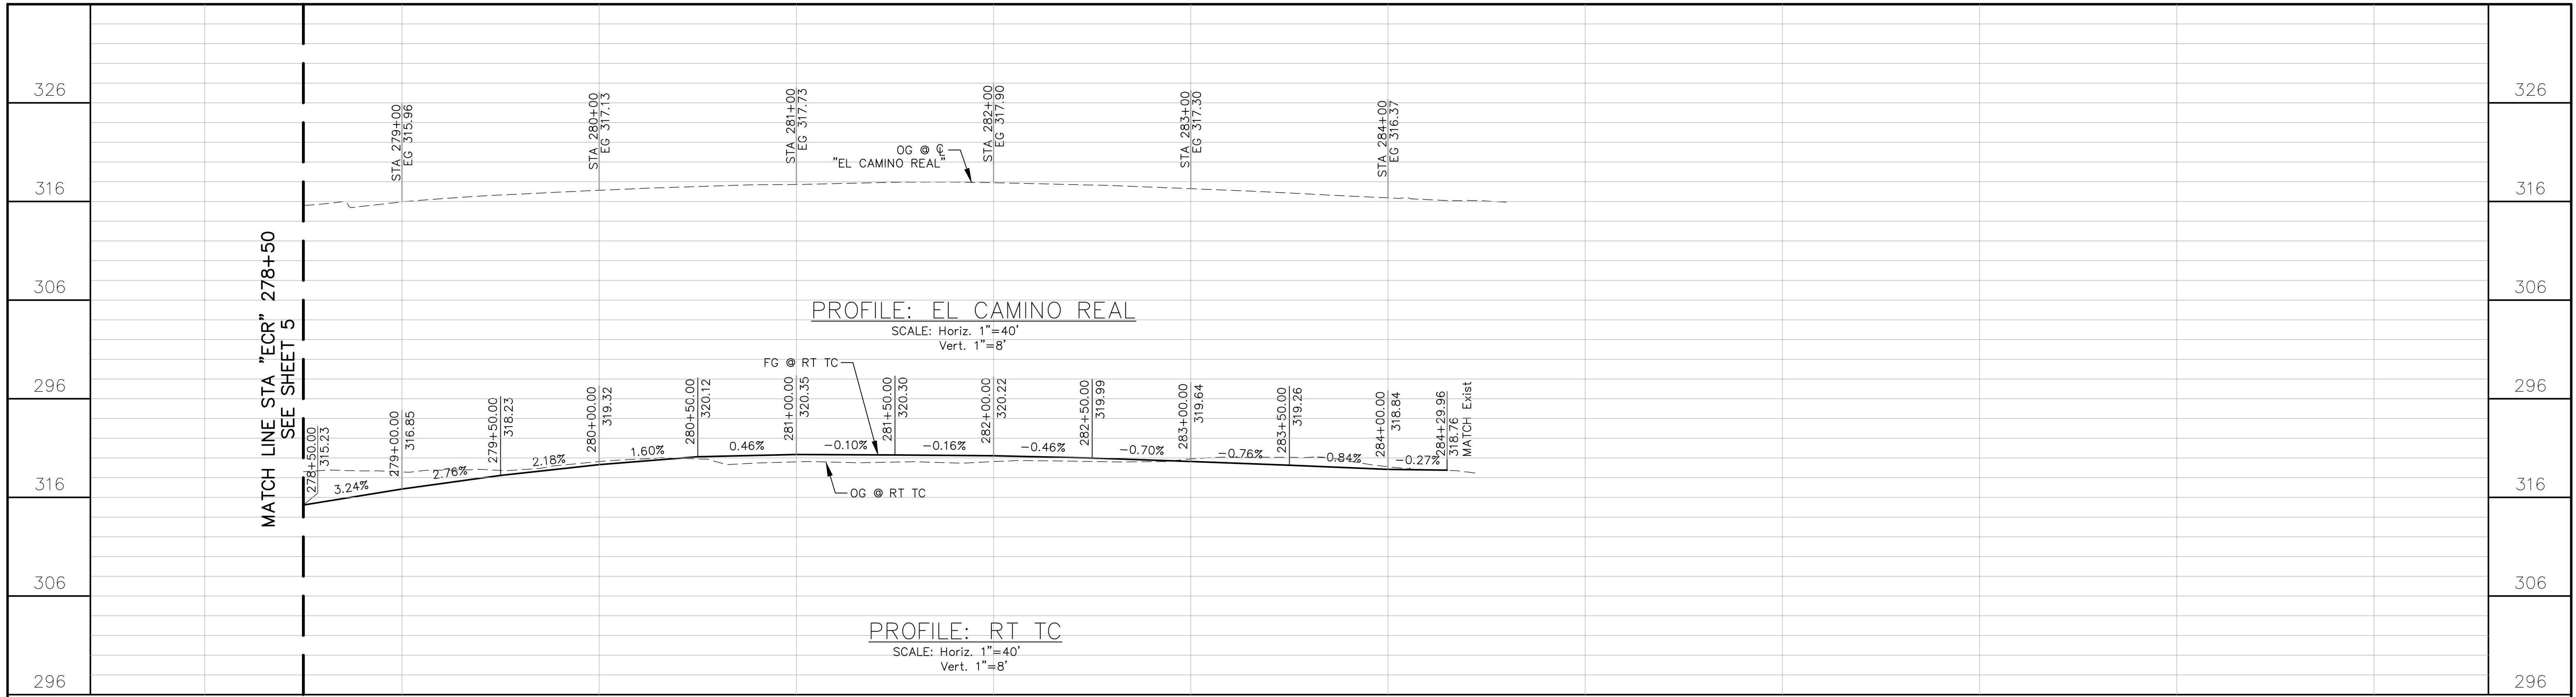 326
316
306
296
316
306
296
MATCH LINE STA "ECR" 278+50
SEE SHEET 5
STA 279+00
EG 315.96
STA 280+00
EG 317.13
STA 281+00
EG 317.73
STA 282+00
EG 317.90
STA 283+00
EG 317.30
STA 284+00
EG 316.37
OG @ ℄
"EL CAMINO REAL"
PROFILE: EL CAMINO REAL
SCALE: Horiz. 1"=40'
Vert. 1"=8'
FG @ RT TC
278+50.00
315.23
279+00.00
316.85
279+50.00
318.23
280+00.00
319.32
280+50.00
320.12
281+00.00
320.35
281+50.00
320.30
282+00.00
320.22
282+50.00
319.99
283+00.00
319.64
283+50.00
319.26
284+00.00
318.84
284+29.96
318.76
MATCH Exist
3.24%
2.76%
2.18%
1.60%
0.46%
-0.10%
-0.16%
-0.46%
-0.70%
-0.76%
-0.84%
-0.27%
OG @ RT TC
PROFILE: RT TC
SCALE: Horiz. 1"=40'
Vert. 1"=8'
326
316
306
296
316
306
296